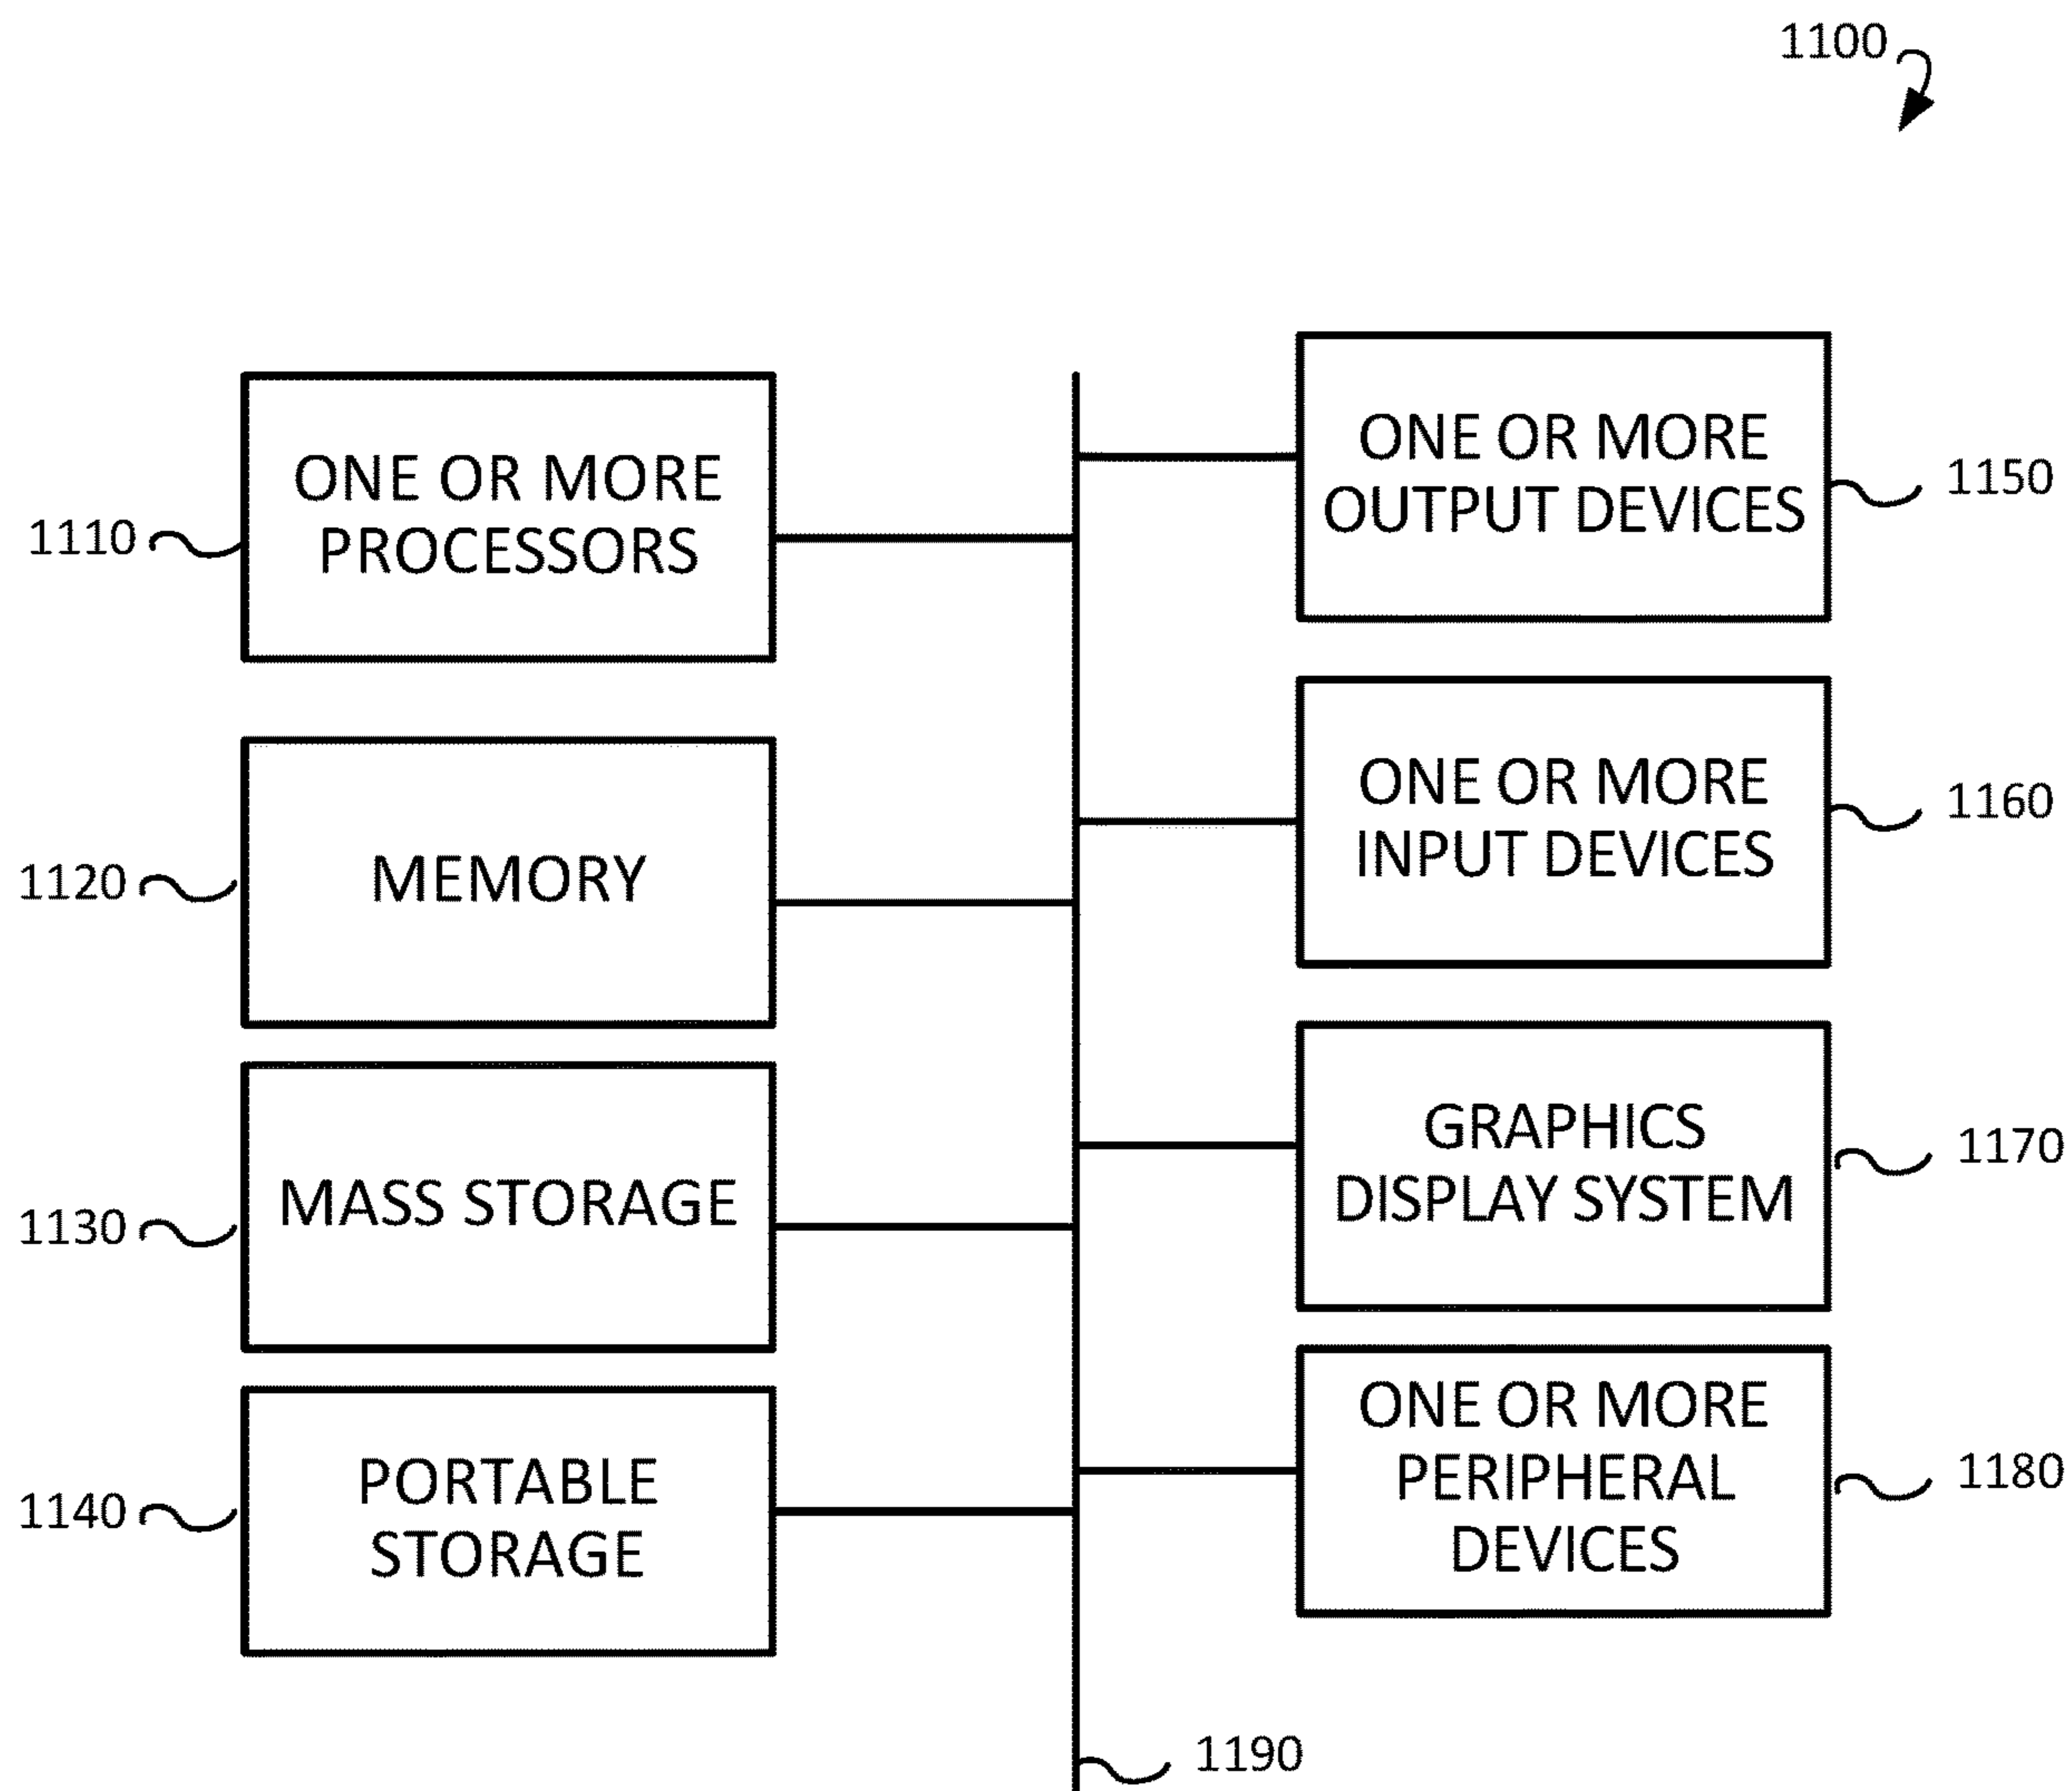 1100
ONE OR MORE
PROCESSORS
1110
MEMORY
1120
MASS STORAGE
1130
PORTABLE
STORAGE
1140
ONE OR MORE
OUTPUT DEVICES
1150
ONE OR MORE
INPUT DEVICES
1160
GRAPHICS
DISPLAY SYSTEM
1170
ONE OR MORE
PERIPHERAL
DEVICES
1180
1190